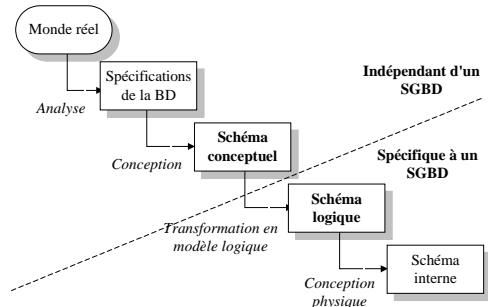 Monde réel
Spécifications
de la BD
Analyse
Indépendant d'un
SGBD
Schéma
conceptuel
Conception
Spécifique à un
SGBD
Schéma
logique
Transformation en
modèle logique
Schéma
interne
Conception
physique